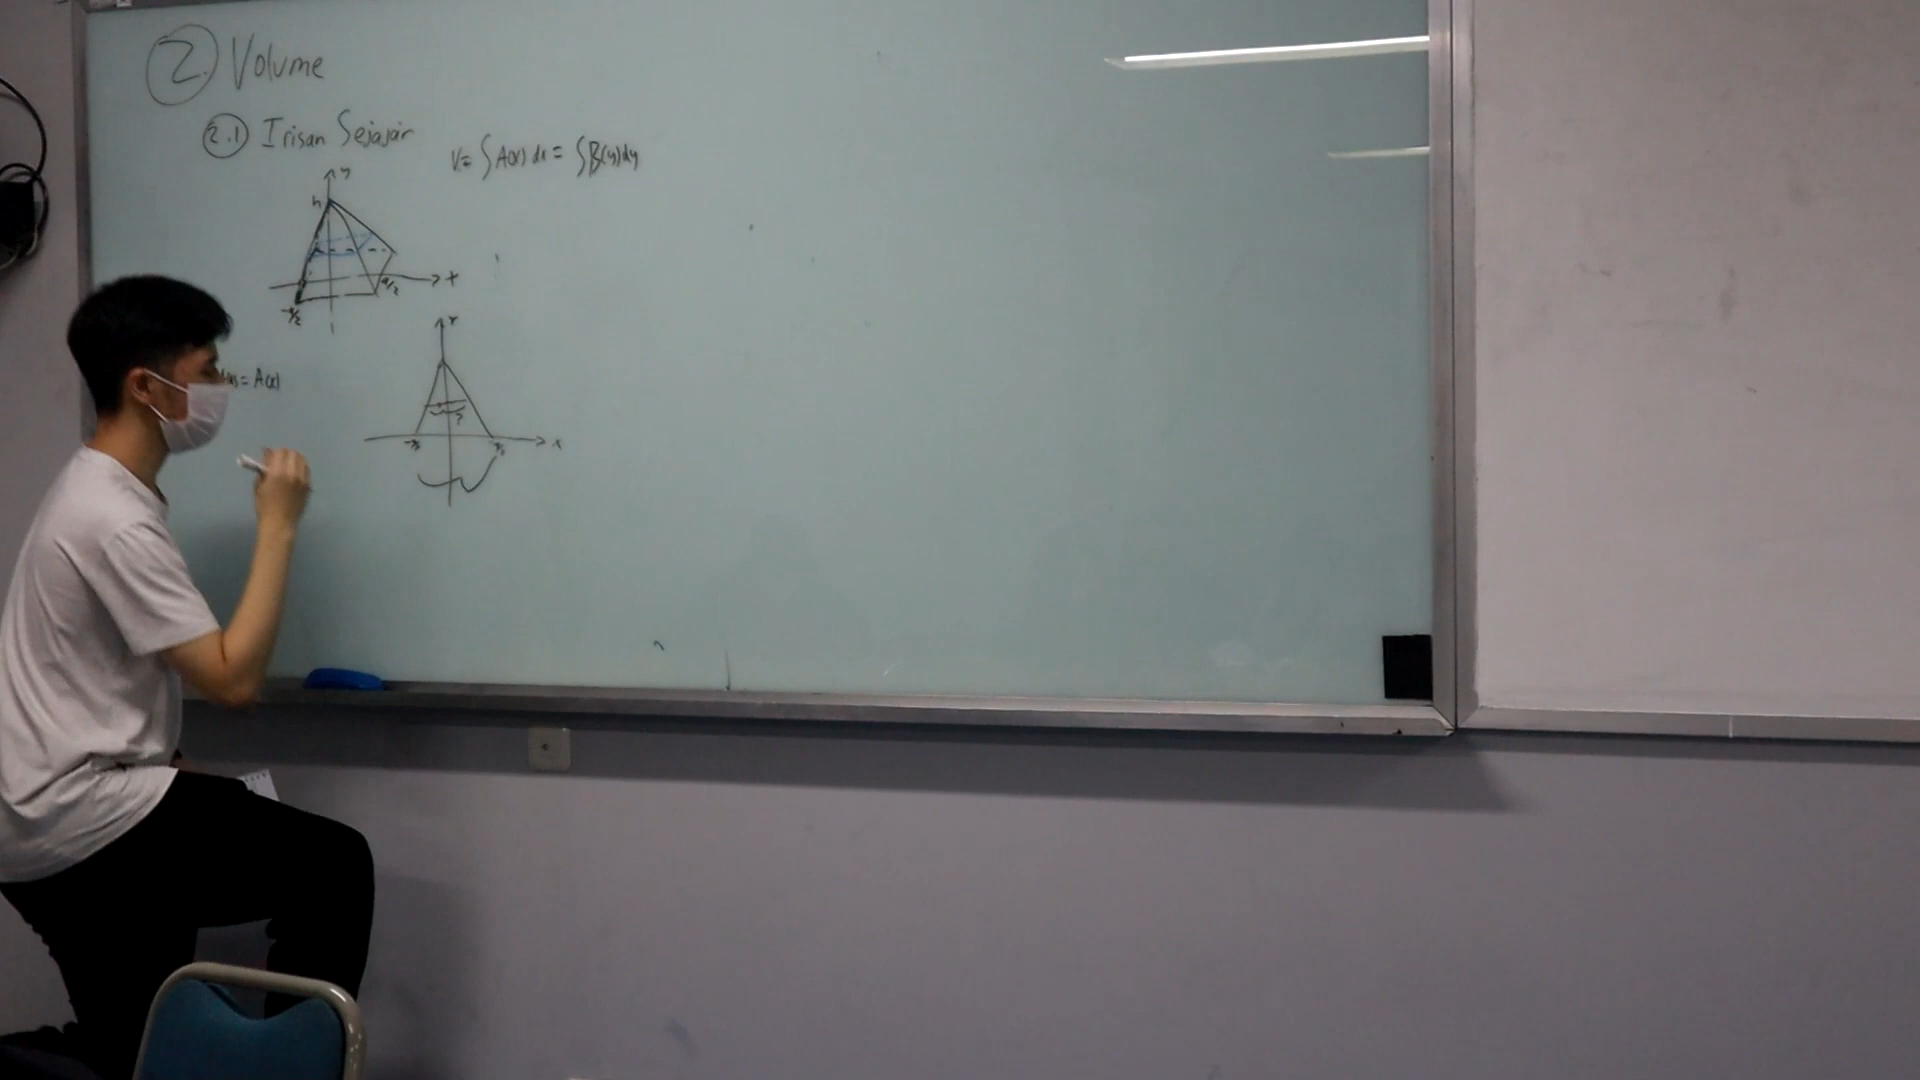 2. Volume
2.1 Irisan Sejajar
V = ∫A(x) dx = ∫B(y) dy
y
h
x
a/2
-a/2
Y
= A(x)
?
x